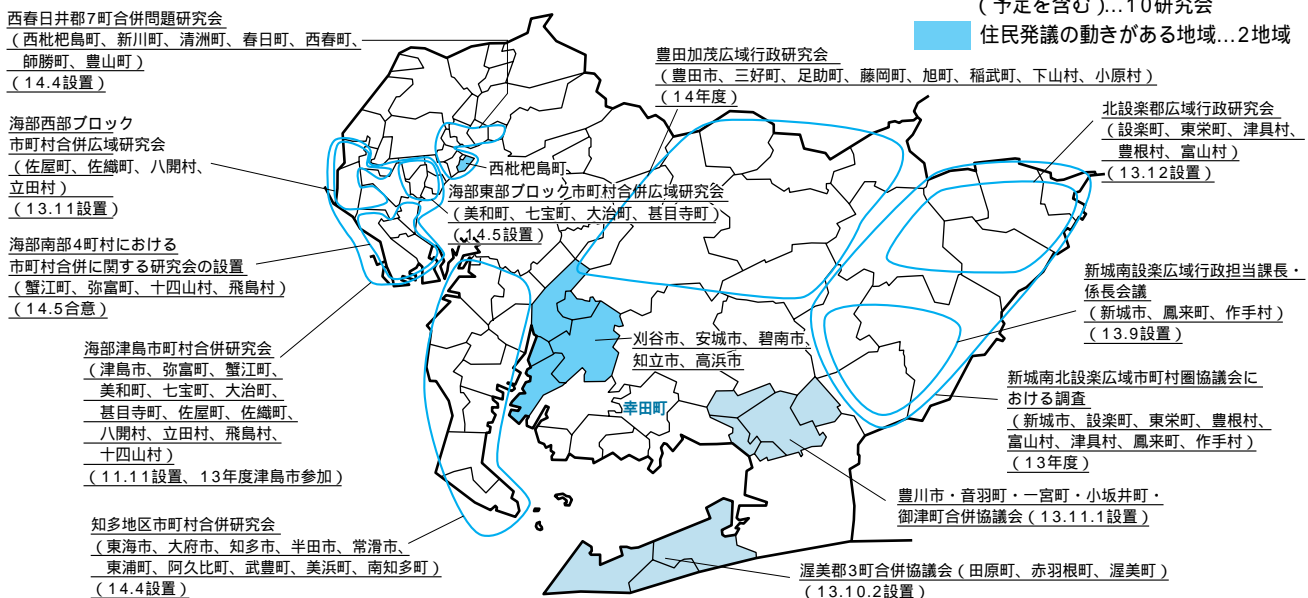 西春日井郡7町合併問題研究会
（西枇杷島町、新川町、清洲町、春日町、西春町、
師勝町、豊山町）
（14.4設置）
海部西部ブロック
市町村合併広域研究会
（佐屋町、佐織町、八開村、
立田村）
（13.11設置）
海部南部4町村における
市町村合併に関する研究会の設置
（蟹江町、弥富町、十四山村、飛島村）
（14.5合意）
海部津島市町村合併研究会
（津島市、弥富町、蟹江町、
美和町、七宝町、大治町、
甚目寺町、佐屋町、佐織町、
八開村、立田村、飛島村、
十四山村）
（11.11設置、13年度津島市参加）
知多地区市町村合併研究会
（東海市、大府市、知多市、半田市、常滑市、
東浦町、阿久比町、武豊町、美浜町、南知多町）
（14.4設置）
西枇杷島町
海部東部ブロック市町村合併広域研究会
（美和町、七宝町、大治町、甚目寺町）
（14.5設置）
（予定を含む）…10研究会
住民発議の動きがある地域…2地域
豊田加茂広域行政研究会
（豊田市、三好町、足助町、藤岡町、旭町、稲武町、下山村、小原村）
（14年度）
北設楽郡広域行政研究会
（設楽町、東栄町、津具村、
豊根村、富山村）
（13.12設置）
新城南設楽広域行政担当課長・
係長会議
（新城市、鳳来町、作手村）
（13.9設置）
刈谷市、安城市、碧南市、
知立市、高浜市
幸田町
新城南北設楽広域市町村圏協議会に
おける調査
（新城市、設楽町、東栄町、豊根村、
富山村、津具村、鳳来町、作手村）
（13年度）
豊川市・音羽町・一宮町・小坂井町・
御津町合併協議会（13.11.1設置）
渥美郡3町合併協議会（田原町、赤羽根町、渥美町）
（13.10.2設置）